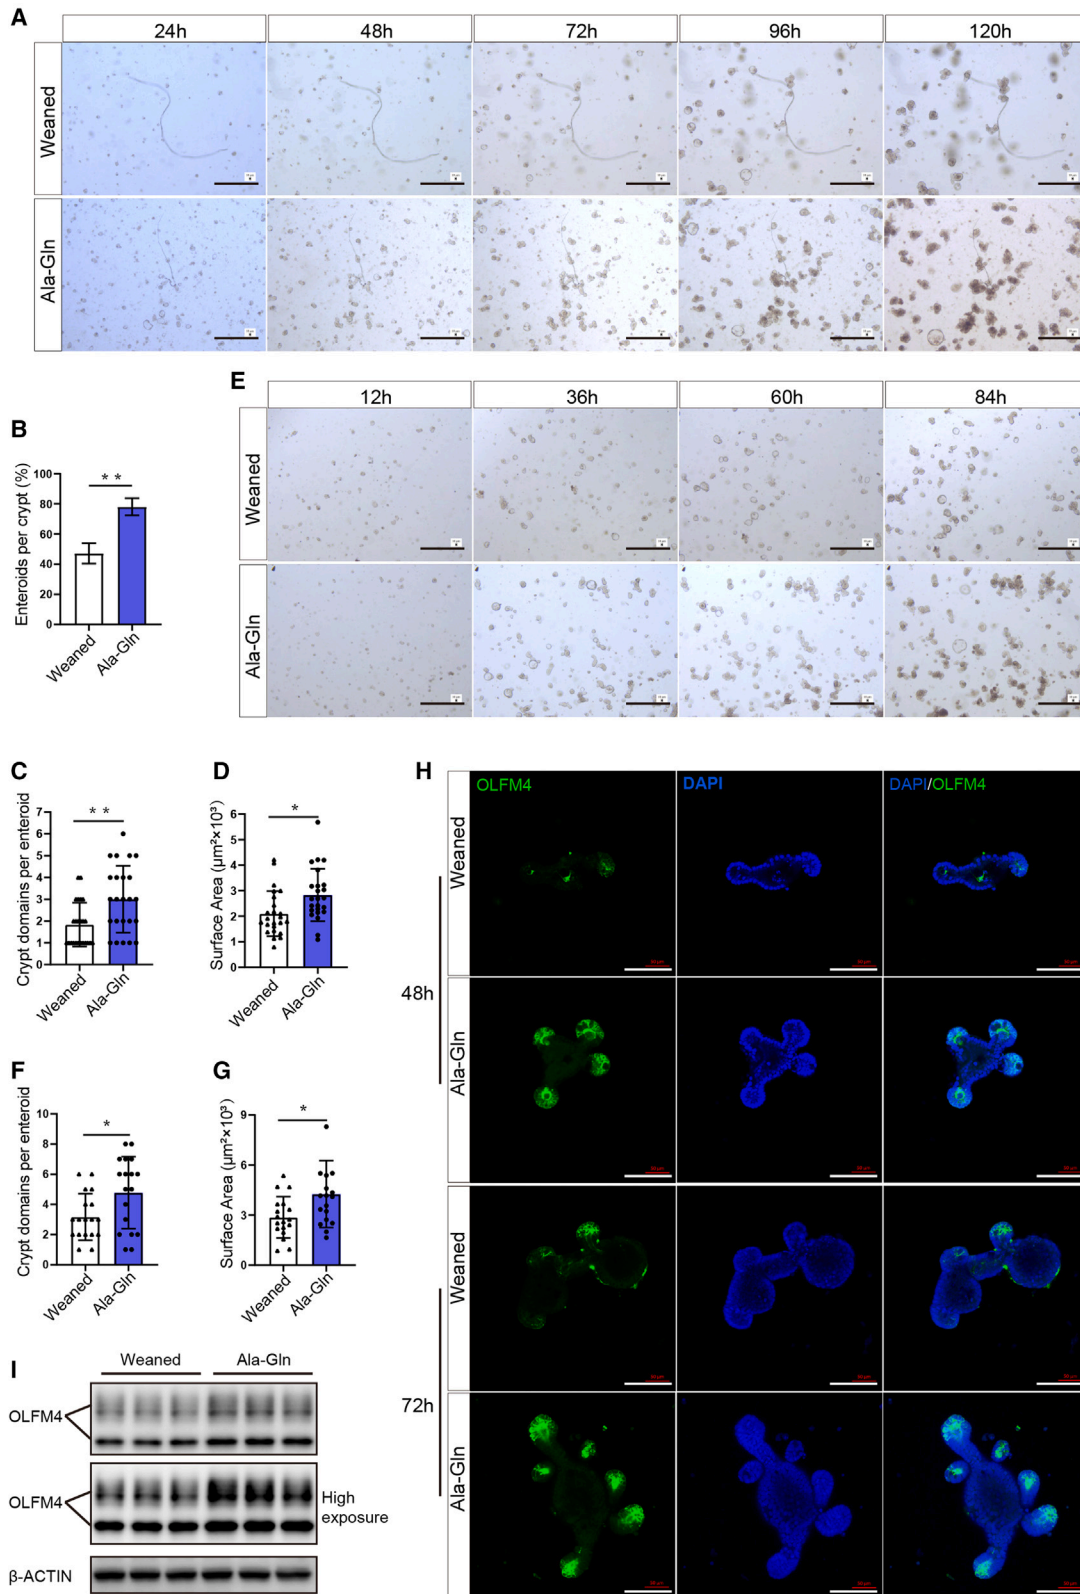 A
24h 48h 72h 96h 120h
Weaned
Ala-Gln
E
12h 36h 60h 84h
Weaned
Ala-Gln
B
Enteroids per crypt (%)
100
80
60
40
20
0
**
Weaned Ala-Gln
C
Crypt domains per enteroid
7
6
5
4
3
2
1
0
**
Weaned Ala-Gln
D
Surface Area (μm²×10³)
6
5
4
3
2
1
0
*
Weaned Ala-Gln
F
Crypt domains per enteroid
10
8
6
4
2
0
*
Weaned Ala-Gln
G
Surface Area (μm²×10³)
9
6
3
0
*
Weaned Ala-Gln
H
OLFM4 DAPI DAPI/OLFM4
48h
Weaned
Ala-Gln
72h
Weaned
Ala-Gln
I
Weaned Ala-Gln
OLFM4
OLFM4 High
exposure
β-ACTIN